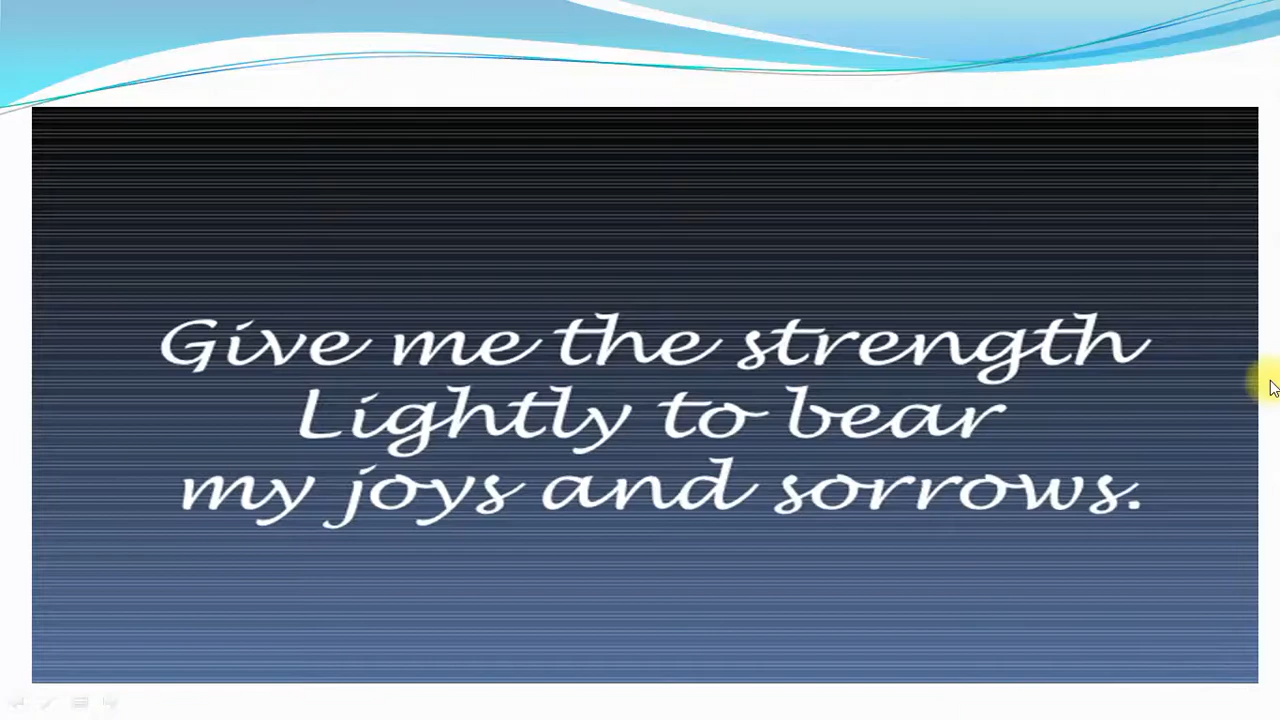 Give me the strength
Lightly to bear
my joys and sorrows.